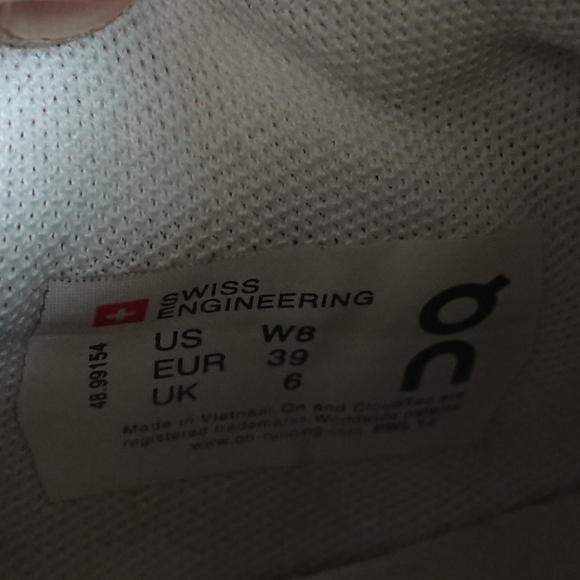 SWISS
ENGINEERING
US W8
EUR 39
UK 6
48.99154
Made in Vietnam. On and CloudTec are
registered trademarks. Worldwide patents.
www.on-running.com